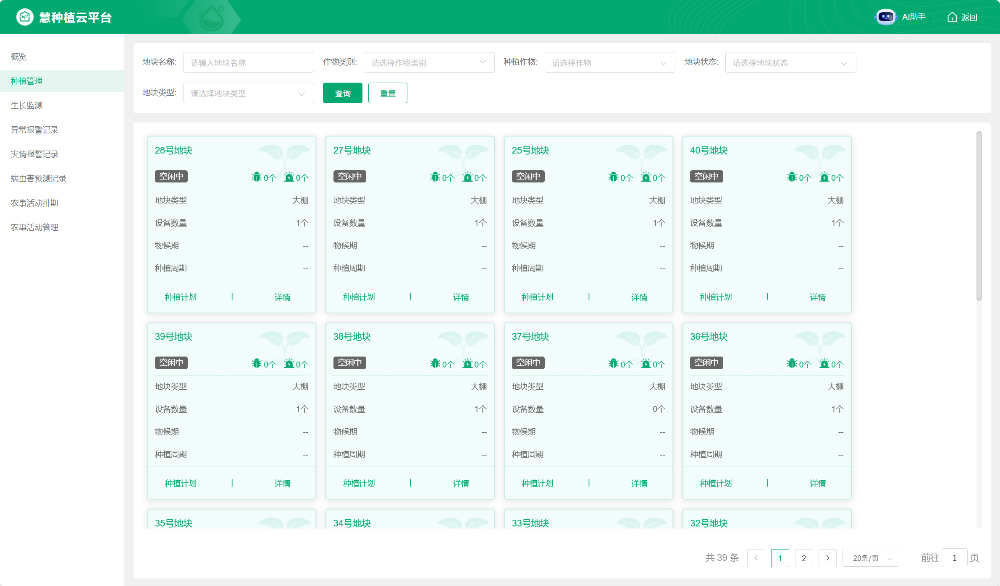 慧种植云平台
AI助手
返回
概览
种植管理
生长监测
异常报警记录
灾情报警记录
病虫害预测记录
农事活动排期
农事活动管理
地块名称: 请输入地块名称 作物类别: 请选择作物类别 种植作物: 请选择作物 地块状态: 请选择地块状态
地块类型: 请选择地块类型 查询 重置
28号地块 27号地块 25号地块 40号地块
空闲中 0个 0个 空闲中 0个 0个 空闲中 0个 0个 空闲中 0个 0个
地块类型 大棚 地块类型 大棚 地块类型 大棚 地块类型 大棚
设备数量 1个 设备数量 1个 设备数量 1个 设备数量 1个
物候期 -- 物候期 -- 物候期 -- 物候期 --
种植周期 -- 种植周期 -- 种植周期 -- 种植周期 --
种植计划 | 详情 种植计划 | 详情 种植计划 | 详情 种植计划 | 详情
39号地块 38号地块 37号地块 36号地块
空闲中 0个 0个 空闲中 0个 0个 空闲中 0个 0个 空闲中 0个 0个
地块类型 大棚 地块类型 大棚 地块类型 大棚 地块类型 大棚
设备数量 1个 设备数量 1个 设备数量 0个 设备数量 1个
物候期 -- 物候期 -- 物候期 -- 物候期 --
种植周期 -- 种植周期 -- 种植周期 -- 种植周期 --
种植计划 | 详情 种植计划 | 详情 种植计划 | 详情 种植计划 | 详情
35号地块 34号地块 33号地块 32号地块
共 39 条 1 2 20条/页 前往 1 页